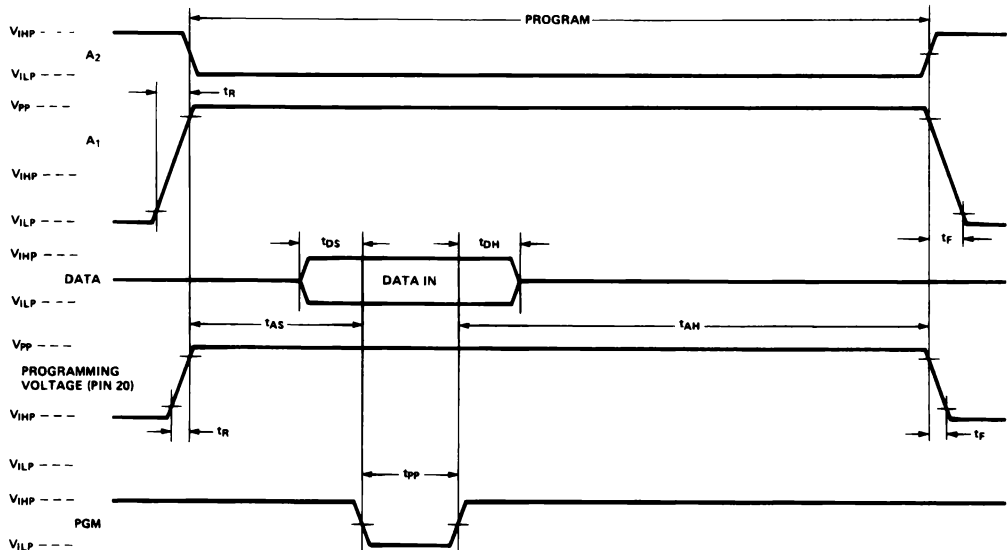 PROGRAM
VIHP
A2
VILP
tR
VPP
A1
VIHP
VILP
tF
VIHP
tDS
tDH
DATA
DATA IN
VILP
tAS
tAH
VPP
PROGRAMMING
VOLTAGE (PIN 20)
VIHP
tR
tF
VILP
tPP
VIHP
PGM
VILP